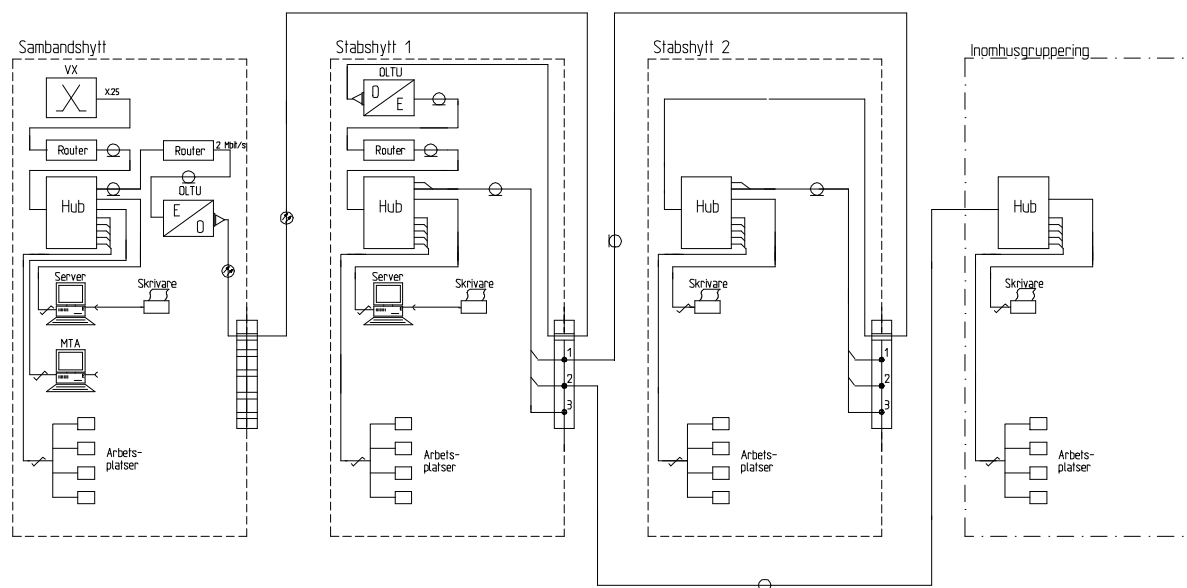 Sambandshytt
VX
X.25
Router
Router
2 Mbit/s
OLTU
Hub
E
O
Server
Skrivare
MTA
Arbets-
platser
Stabshytt 1
OLTU
O
E
Router
Hub
Server
Skrivare
1
2
3
Arbets-
platser
Stabshytt 2
Hub
Skrivare
1
2
3
Arbets-
platser
Inomhusgruppering
Hub
Skrivare
Arbets-
platser